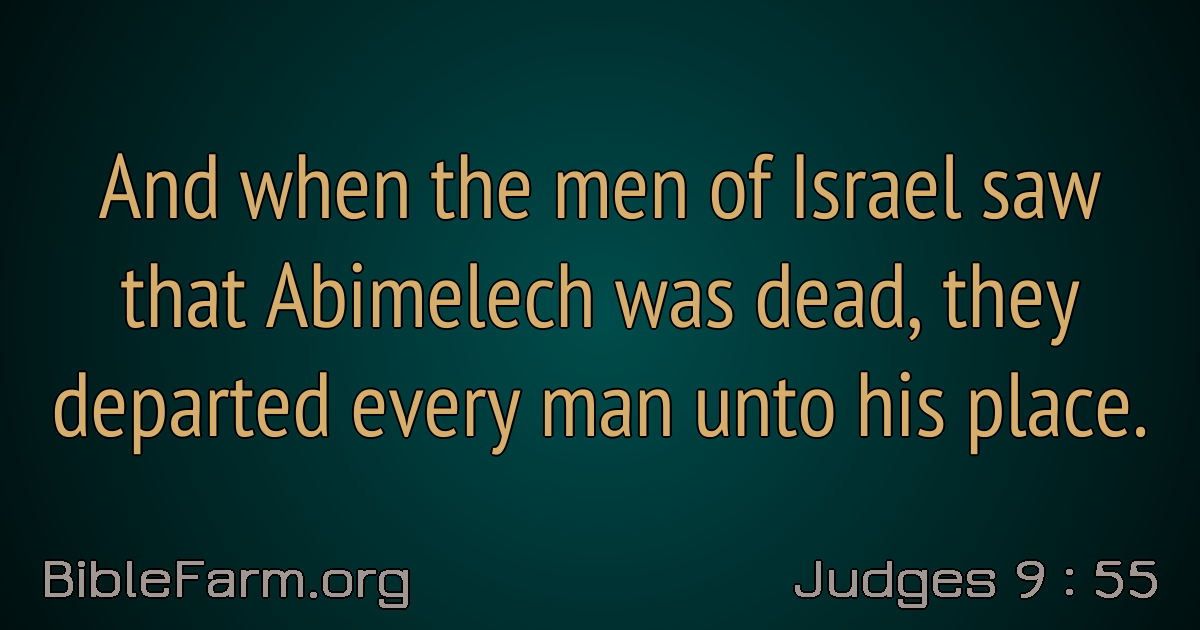 And when the men of Israel saw
that Abimelech was dead, they
departed every man unto his place.
BibleFarm.org
Judges 9 : 55